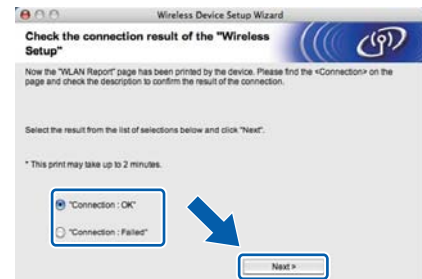 Wireless Device Setup Wizard
Check the connection result of the "Wireless
Setup"
Now the "WLAN Report" page has been printed by the device. Please find the <Connection> on the
page and check the description to confirm the result of the connection.
Select the result from the list of selections below and click "Next".
* This print may take up to 2 minutes.
"Connection : OK"
"Connection : Failed"
Next >